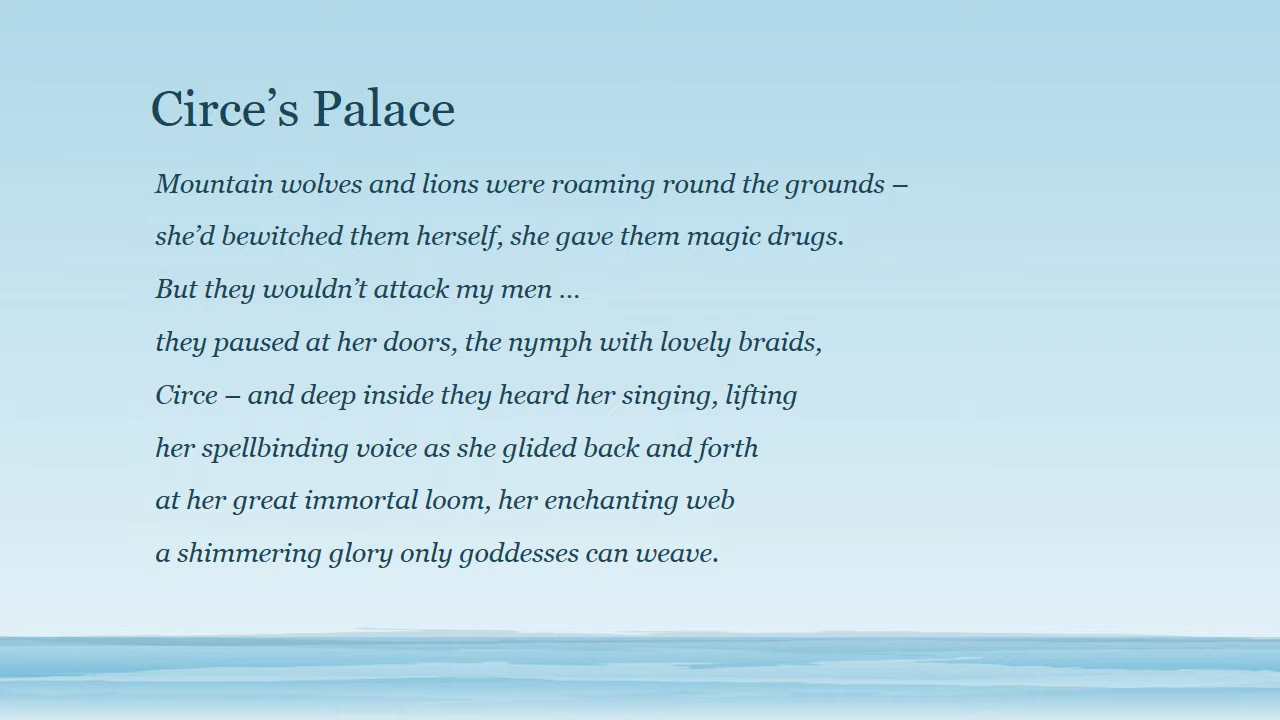 Circe’s Palace
Mountain wolves and lions were roaming round the grounds –
she’d bewitched them herself, she gave them magic drugs.
But they wouldn’t attack my men …
they paused at her doors, the nymph with lovely braids,
Circe – and deep inside they heard her singing, lifting
her spellbinding voice as she glided back and forth
at her great immortal loom, her enchanting web
a shimmering glory only goddesses can weave.